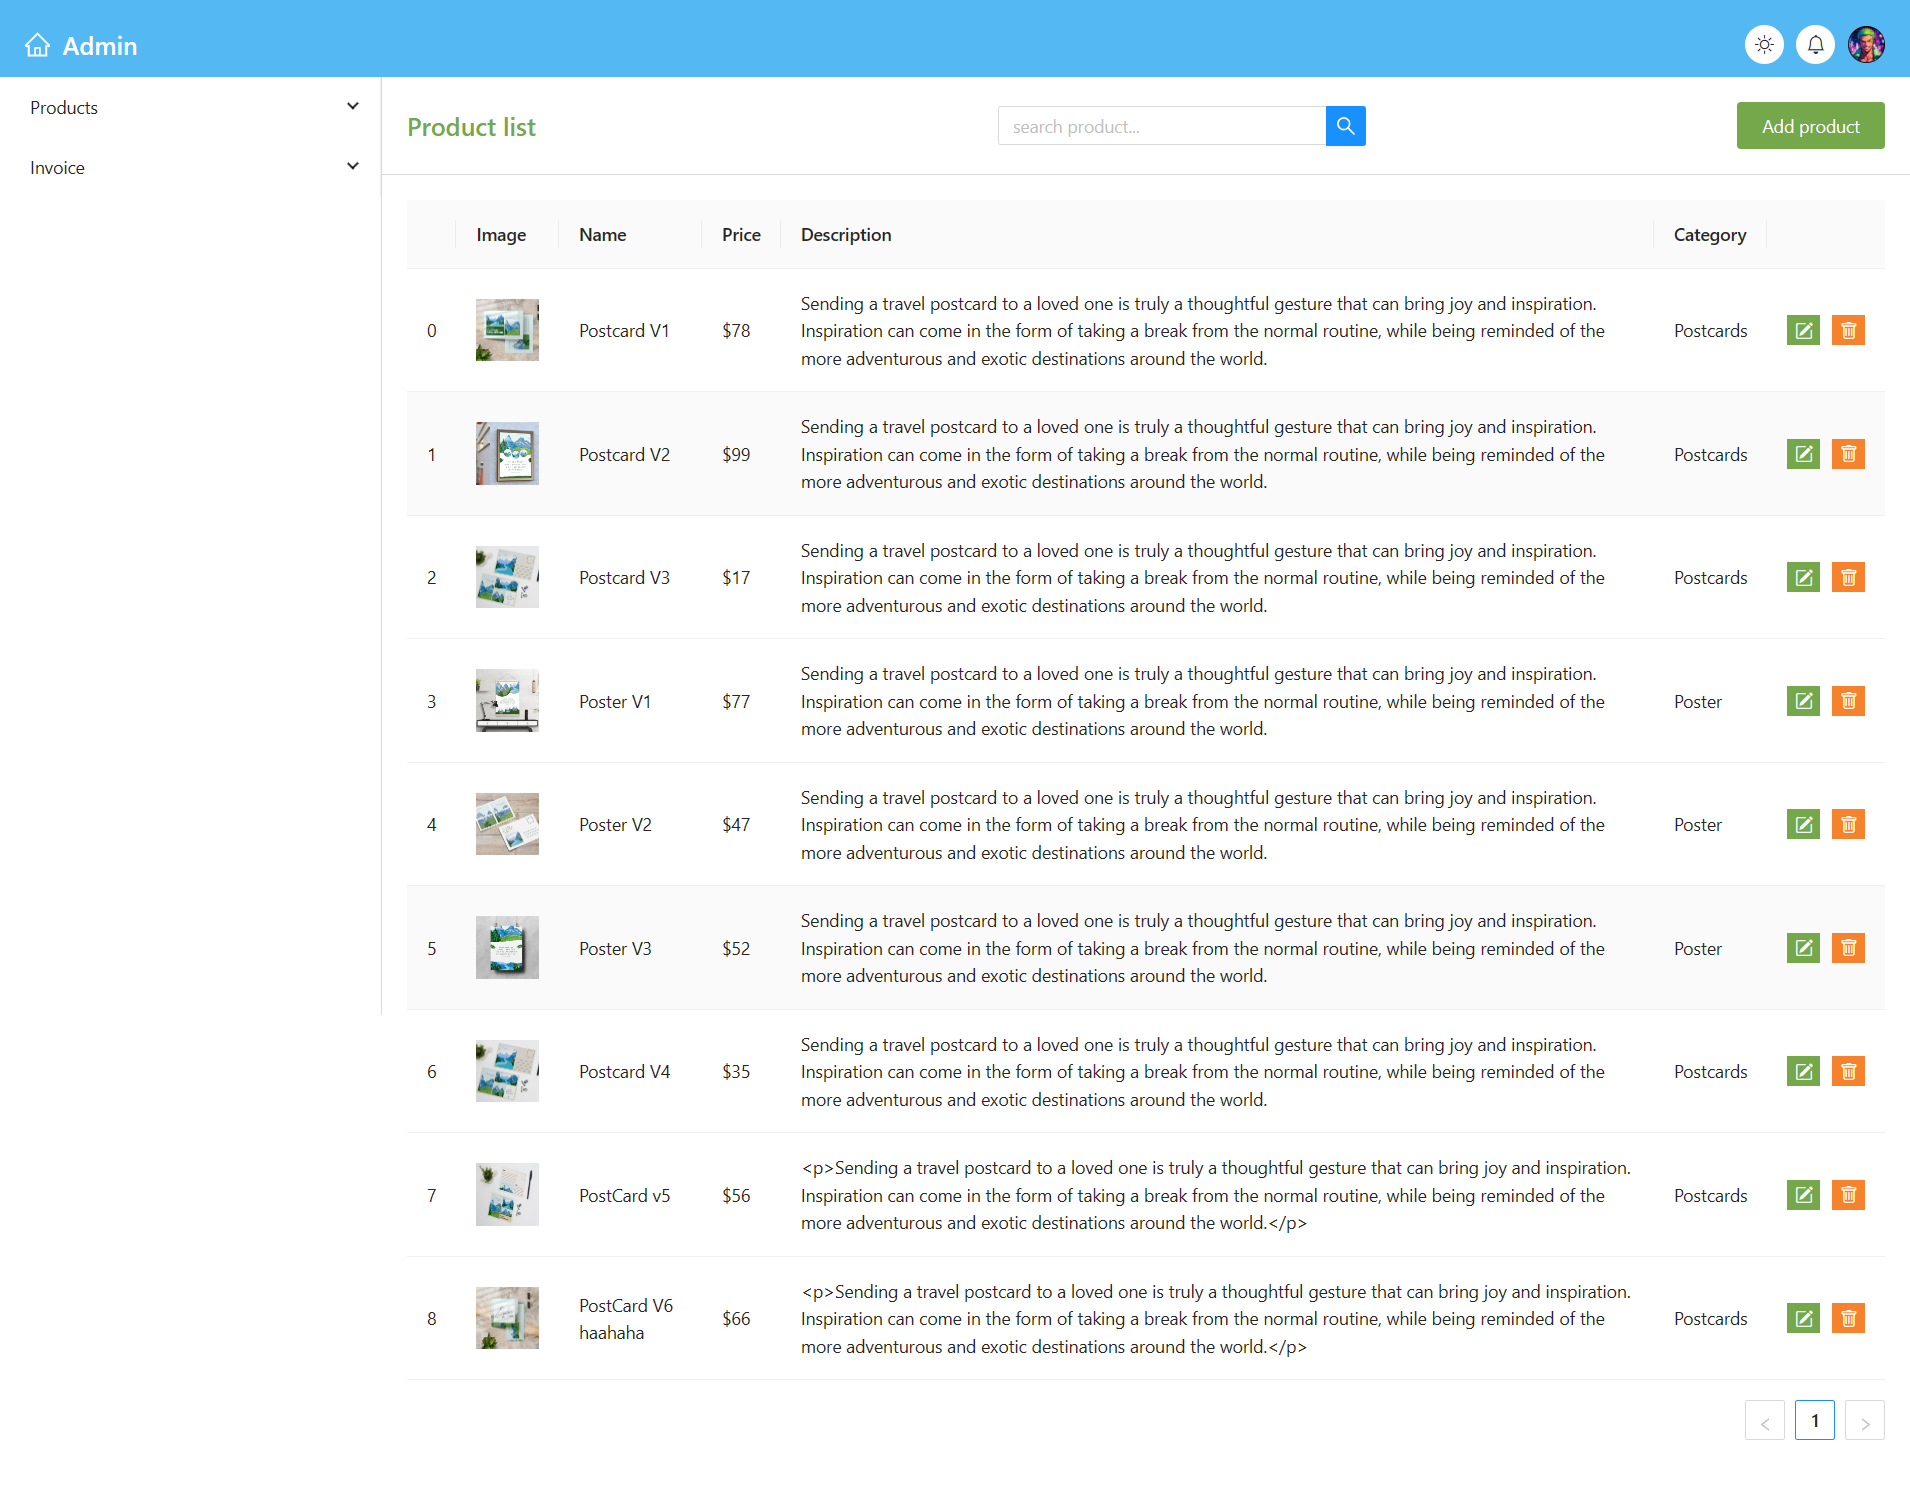 Admin
Products
Invoice
Product list
search product...
Add product
Image Name Price Description Category
0 Postcard V1 $78 Sending a travel postcard to a loved one is truly a thoughtful gesture that can bring joy and inspiration.
Inspiration can come in the form of taking a break from the normal routine, while being reminded of the
more adventurous and exotic destinations around the world. Postcards
1 Postcard V2 $99 Sending a travel postcard to a loved one is truly a thoughtful gesture that can bring joy and inspiration.
Inspiration can come in the form of taking a break from the normal routine, while being reminded of the
more adventurous and exotic destinations around the world. Postcards
2 Postcard V3 $17 Sending a travel postcard to a loved one is truly a thoughtful gesture that can bring joy and inspiration.
Inspiration can come in the form of taking a break from the normal routine, while being reminded of the
more adventurous and exotic destinations around the world. Postcards
3 Poster V1 $77 Sending a travel postcard to a loved one is truly a thoughtful gesture that can bring joy and inspiration.
Inspiration can come in the form of taking a break from the normal routine, while being reminded of the
more adventurous and exotic destinations around the world. Poster
4 Poster V2 $47 Sending a travel postcard to a loved one is truly a thoughtful gesture that can bring joy and inspiration.
Inspiration can come in the form of taking a break from the normal routine, while being reminded of the
more adventurous and exotic destinations around the world. Poster
5 Poster V3 $52 Sending a travel postcard to a loved one is truly a thoughtful gesture that can bring joy and inspiration.
Inspiration can come in the form of taking a break from the normal routine, while being reminded of the
more adventurous and exotic destinations around the world. Poster
6 Postcard V4 $35 Sending a travel postcard to a loved one is truly a thoughtful gesture that can bring joy and inspiration.
Inspiration can come in the form of taking a break from the normal routine, while being reminded of the
more adventurous and exotic destinations around the world. Postcards
7 PostCard v5 $56 <p>Sending a travel postcard to a loved one is truly a thoughtful gesture that can bring joy and inspiration.
Inspiration can come in the form of taking a break from the normal routine, while being reminded of the
more adventurous and exotic destinations around the world.</p> Postcards
8 PostCard V6
haahaha $66 <p>Sending a travel postcard to a loved one is truly a thoughtful gesture that can bring joy and inspiration.
Inspiration can come in the form of taking a break from the normal routine, while being reminded of the
more adventurous and exotic destinations around the world.</p> Postcards
< 1 >